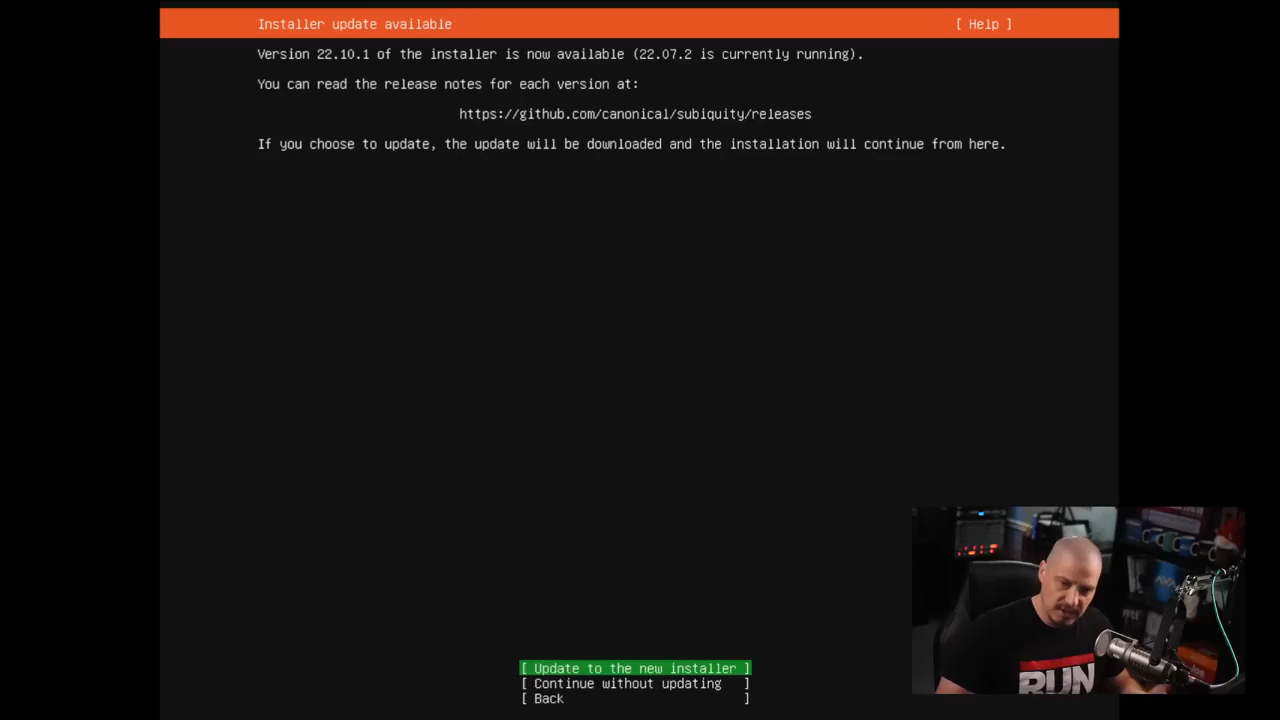 Installer update available [ Help ]
Version 22.10.1 of the installer is now available (22.07.2 is currently running).
You can read the release notes for each version at:
https://github.com/canonical/subiquity/releases
If you choose to update, the update will be downloaded and the installation will continue from here.
[ Update to the new installer ]
[ Continue without updating ]
[ Back ]
RUN